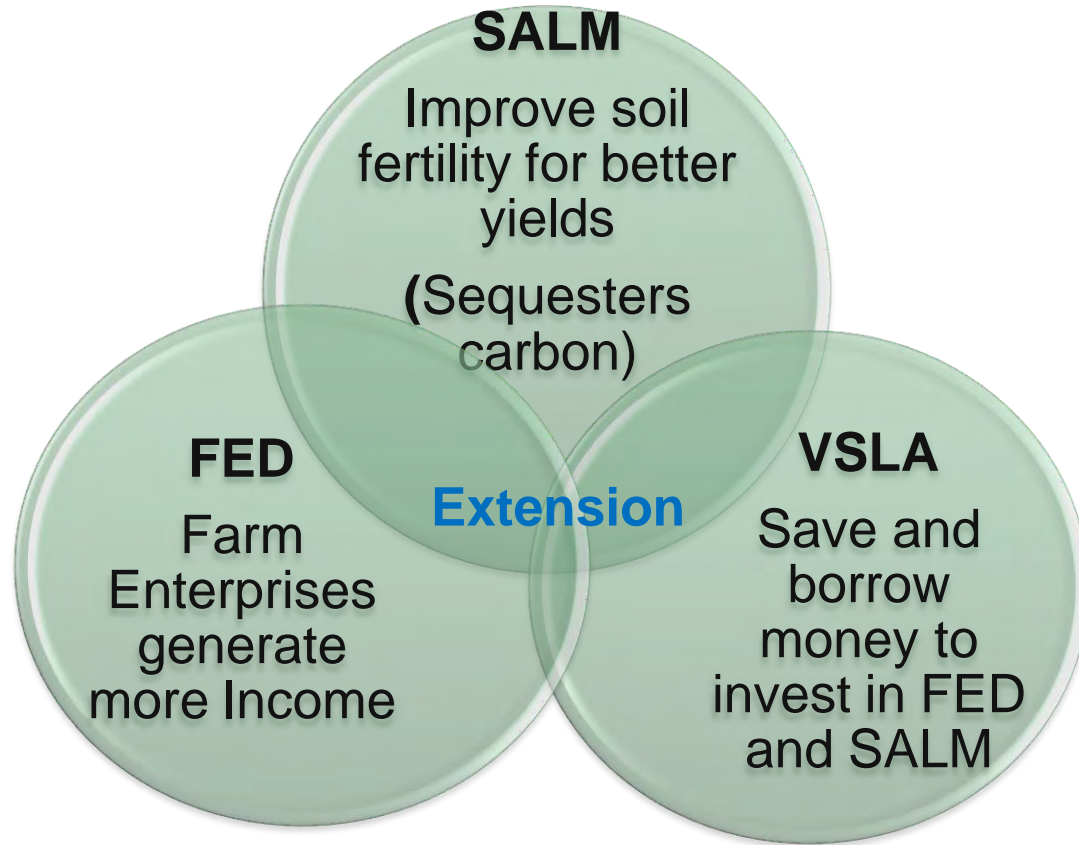 SALM
Improve soil
fertility for better
yields
(Sequesters
carbon)
FED
Farm
Enterprises
generate
more Income
Extension
VSLA
Save and
borrow
money to
invest in FED
and SALM